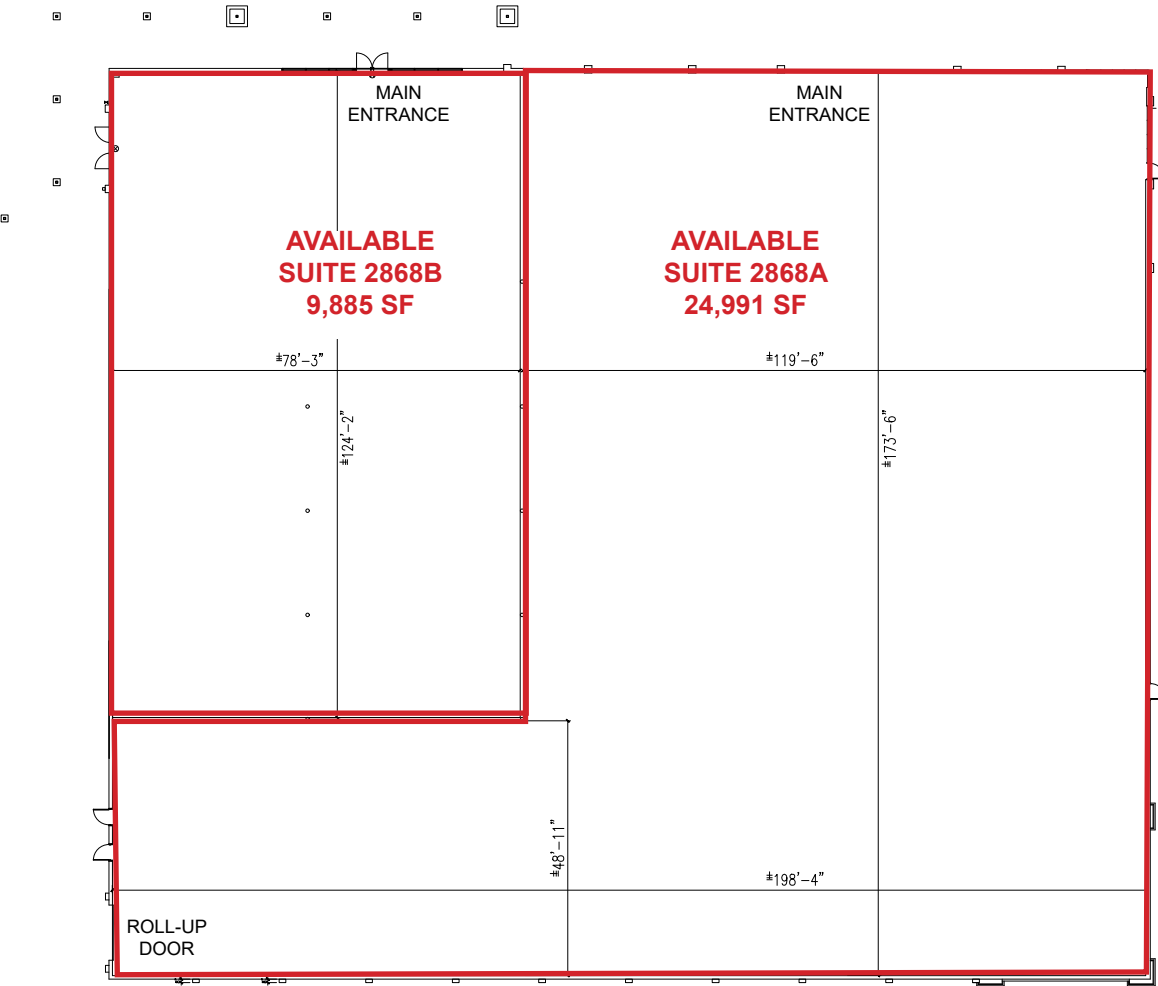 MAIN
ENTRANCE
MAIN
ENTRANCE
AVAILABLE
SUITE 2868B
9,885 SF
AVAILABLE
SUITE 2868A
24,991 SF
±78'–3"
±119'–6"
±124'–2"
±173'–6"
±48'–11"
±198'–4"
ROLL-UP
DOOR